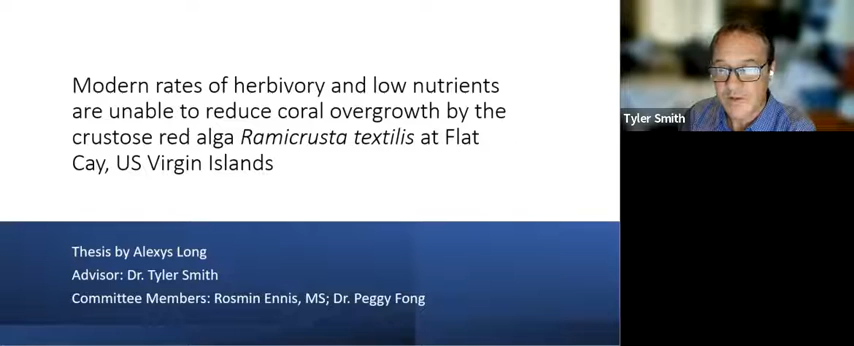 Modern rates of herbivory and low nutrients
are unable to reduce coral overgrowth by the
crustose red alga Ramicrusta textilis at Flat
Cay, US Virgin Islands
Thesis by Alexys Long
Advisor: Dr. Tyler Smith
Committee Members: Rosmin Ennis, MS; Dr. Peggy Fong
Tyler Smith